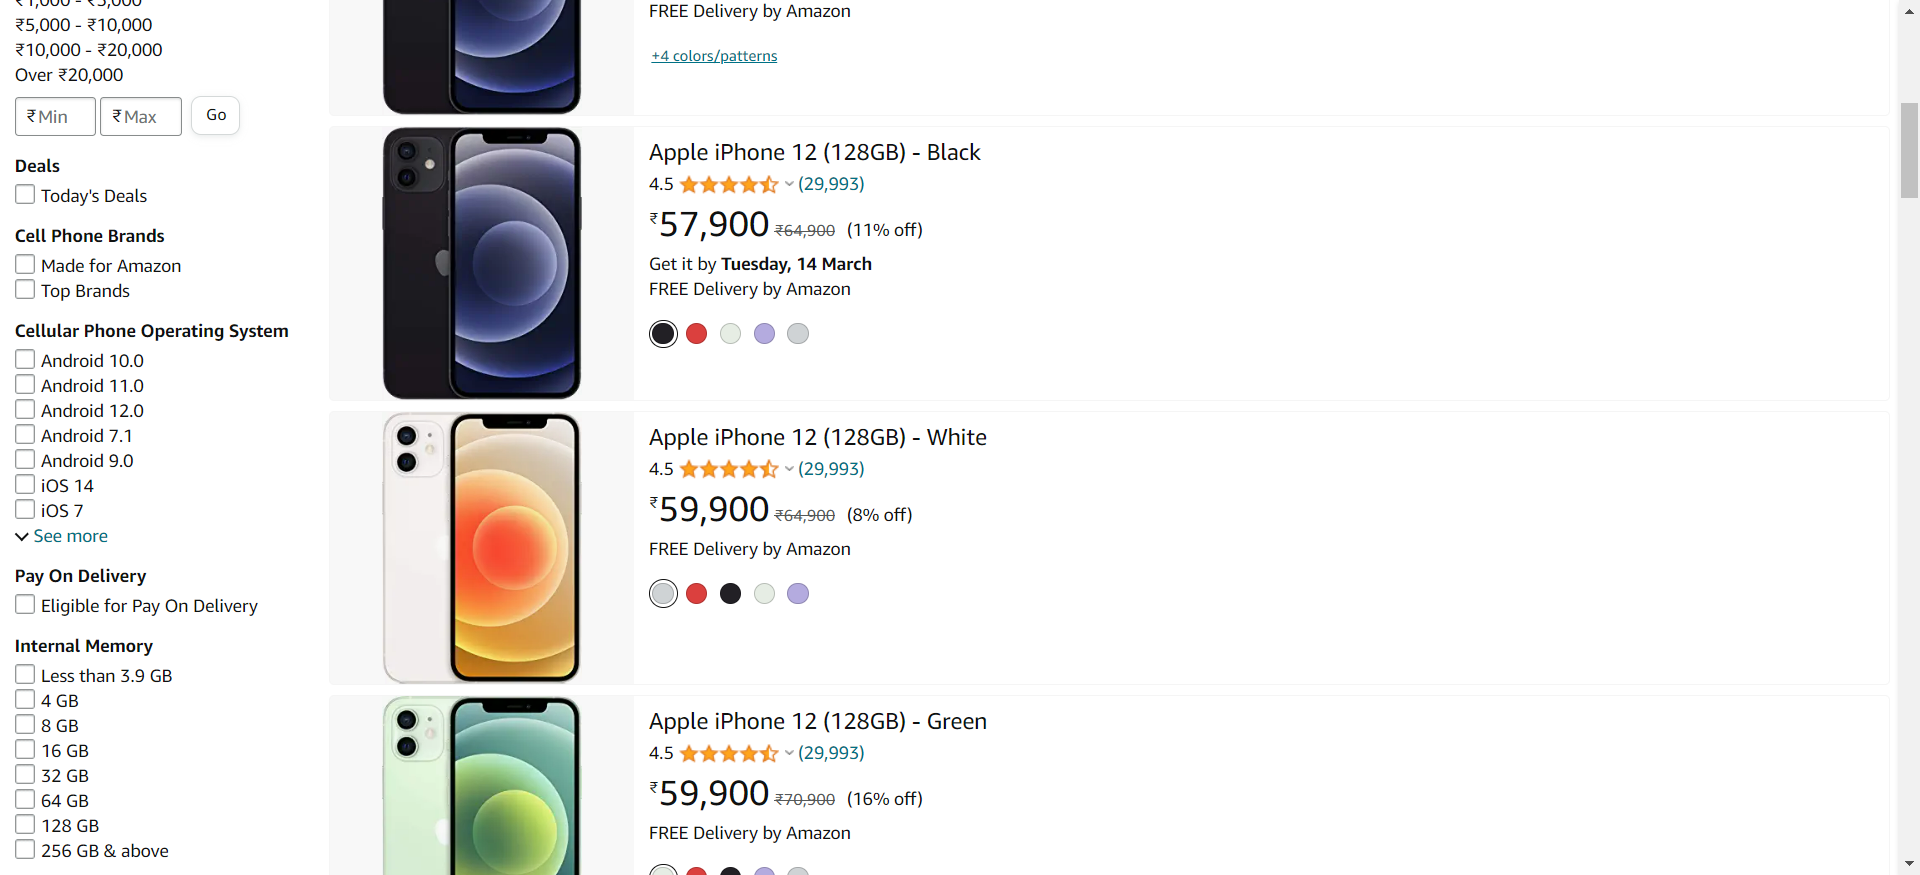 ₹1,000 - ₹5,000
₹5,000 - ₹10,000
₹10,000 - ₹20,000
Over ₹20,000
₹ Min
₹ Max
Go
Deals
Today's Deals
Cell Phone Brands
Made for Amazon
Top Brands
Cellular Phone Operating System
Android 10.0
Android 11.0
Android 12.0
Android 7.1
Android 9.0
iOS 14
iOS 7
See more
Pay On Delivery
Eligible for Pay On Delivery
Internal Memory
Less than 3.9 GB
4 GB
8 GB
16 GB
32 GB
64 GB
128 GB
256 GB & above
FREE Delivery by Amazon
+4 colors/patterns
Apple iPhone 12 (128GB) - Black
4.5 (29,993)
₹57,900 ₹64,900 (11% off)
Get it by Tuesday, 14 March
FREE Delivery by Amazon
Apple iPhone 12 (128GB) - White
4.5 (29,993)
₹59,900 ₹64,900 (8% off)
FREE Delivery by Amazon
Apple iPhone 12 (128GB) - Green
4.5 (29,993)
₹59,900 ₹70,900 (16% off)
FREE Delivery by Amazon